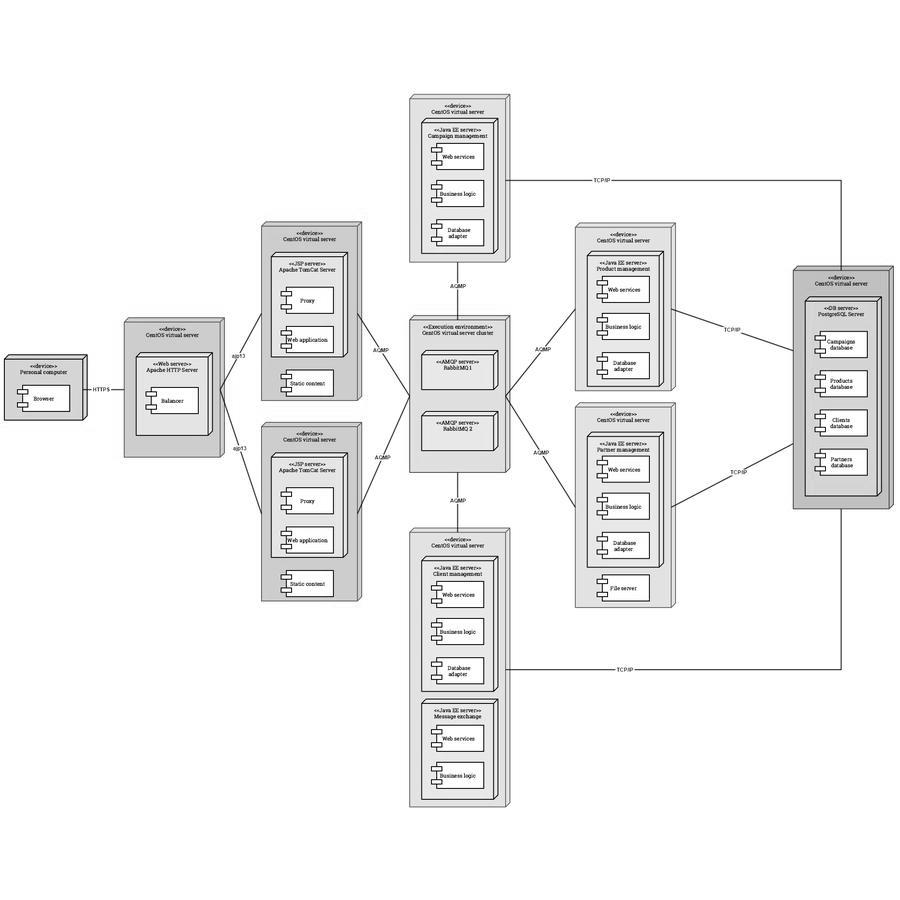 <<device>>
Personal computer
Browser
HTTPS
<<device>>
CentOS virtual server
<<Web server>>
Apache HTTP Server
Balancer
ajp13
ajp13
<<device>>
CentOS virtual server
<<JSP server>>
Apache TomCat Server
Proxy
Web application
Static content
<<device>>
CentOS virtual server
<<JSP server>>
Apache TomCat Server
Proxy
Web application
Static content
AQMP
AQMP
<<device>>
CentOS virtual server
<<Java EE server>>
Campaign management
Web services
Business logic
Database
adapter
AQMP
<<Execution environment>>
CentOS virtual server cluster
<<AMQP server>>
RabbitMQ 1
<<AMQP server>>
RabbitMQ 2
AQMP
<<device>>
CentOS virtual server
<<Java EE server>>
Client management
Web services
Business logic
Database
adapter
<<Java EE server>>
Message exchange
Web services
Business logic
AQMP
AQMP
<<device>>
CentOS virtual server
<<Java EE server>>
Product management
Web services
Business logic
Database
adapter
<<device>>
CentOS virtual server
<<Java EE server>>
Partner management
Web services
Business logic
Database
adapter
File server
TCP/IP
TCP/IP
TCP/IP
TCP/IP
<<device>>
CentOS virtual server
<<DB server>>
PostgreSQL Server
Campaigns
database
Products
database
Clients
database
Partners
database